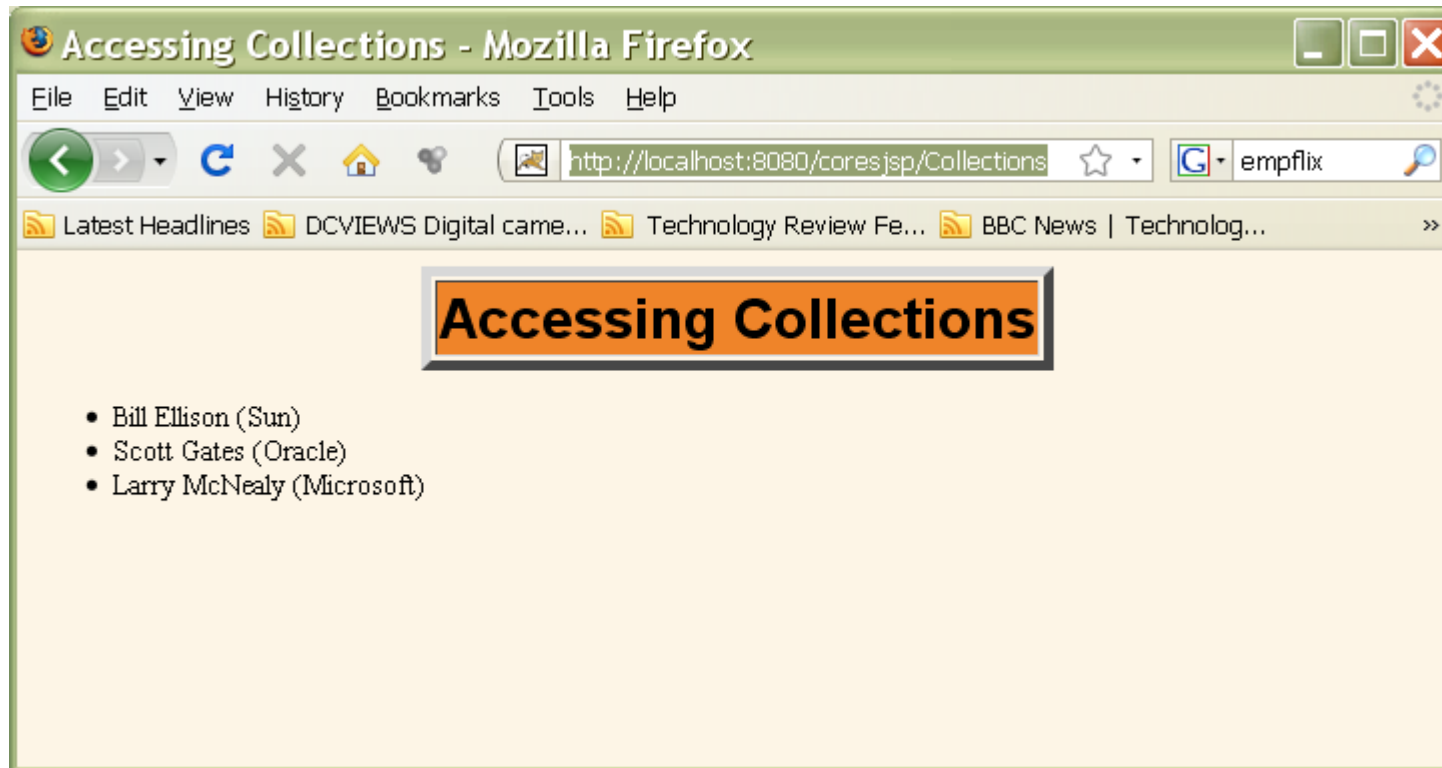 Accessing Collections - Mozilla Firefox
File Edit View History Bookmarks Tools Help
http://localhost:8080/coresjsp/Collections G empflix
Latest Headlines DCVIEWS Digital came... Technology Review Fe... BBC News | Technolog... »
Accessing Collections
• Bill Ellison (Sun)
• Scott Gates (Oracle)
• Larry McNealy (Microsoft)